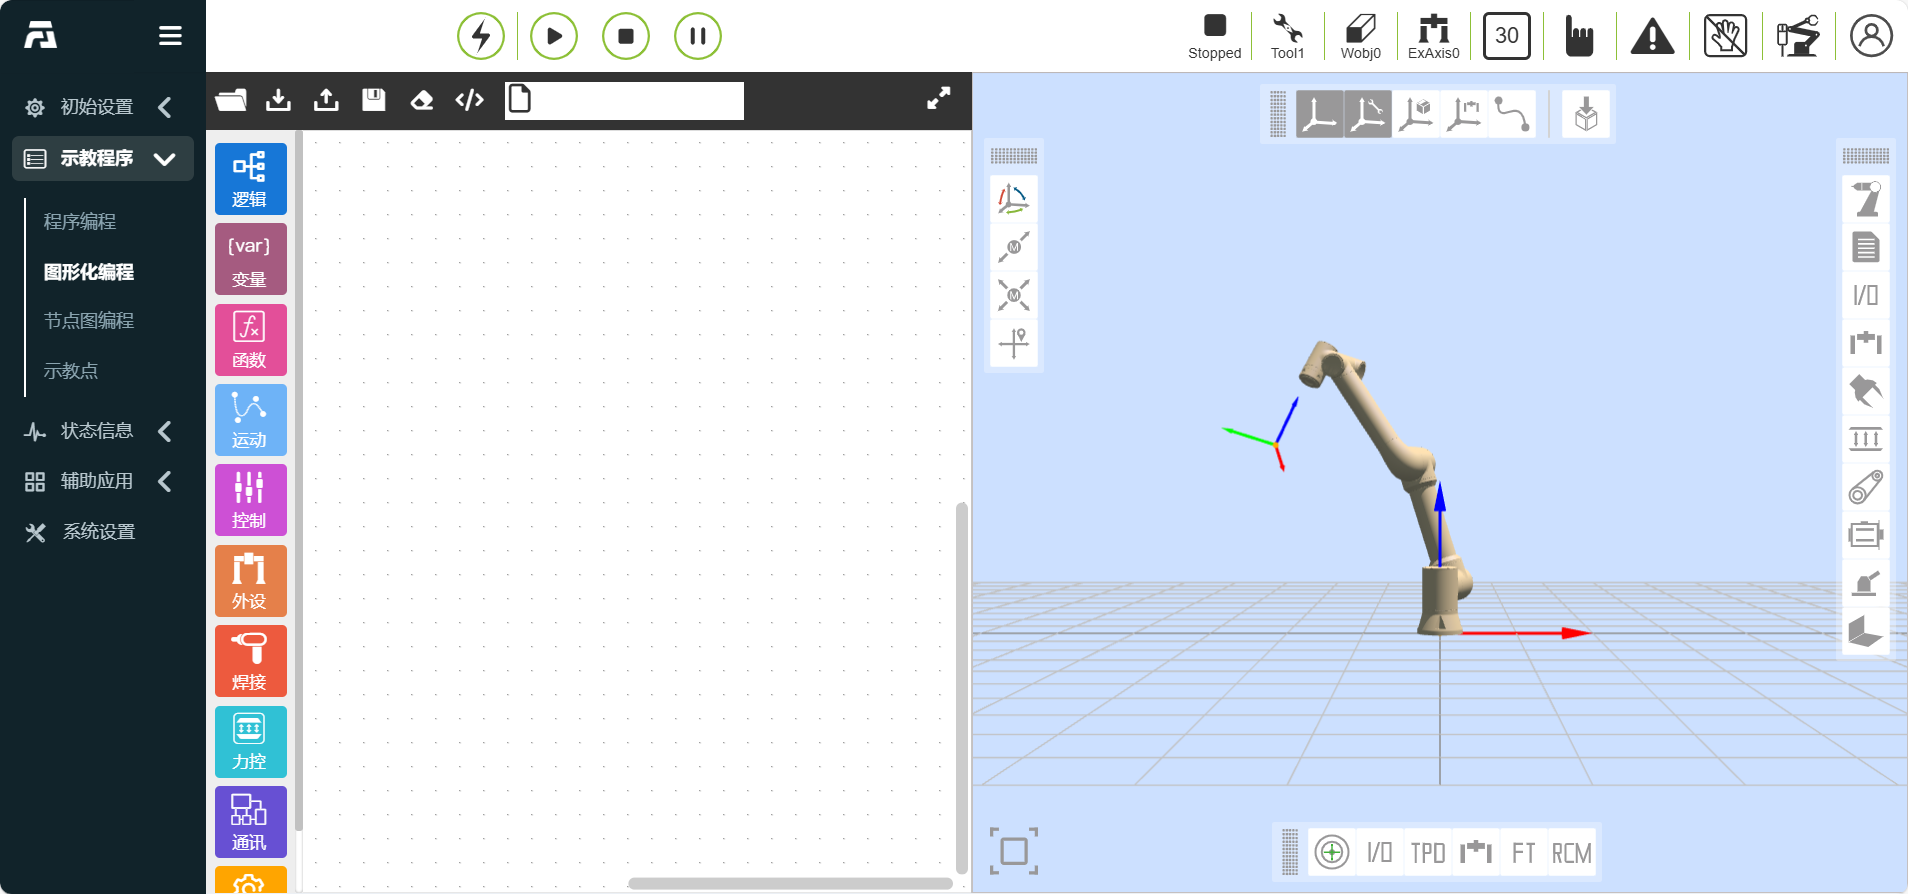 Stopped
Tool1
Wobj0
ExAxis0
30
初始设置
示教程序
程序编程
图形化编程
节点图编程
示教点
状态信息
辅助应用
系统设置
逻辑
[var]
变量
函数
运动
控制
外设
焊接
力控
通讯
I/O
I/O
TPD
FT
RCM